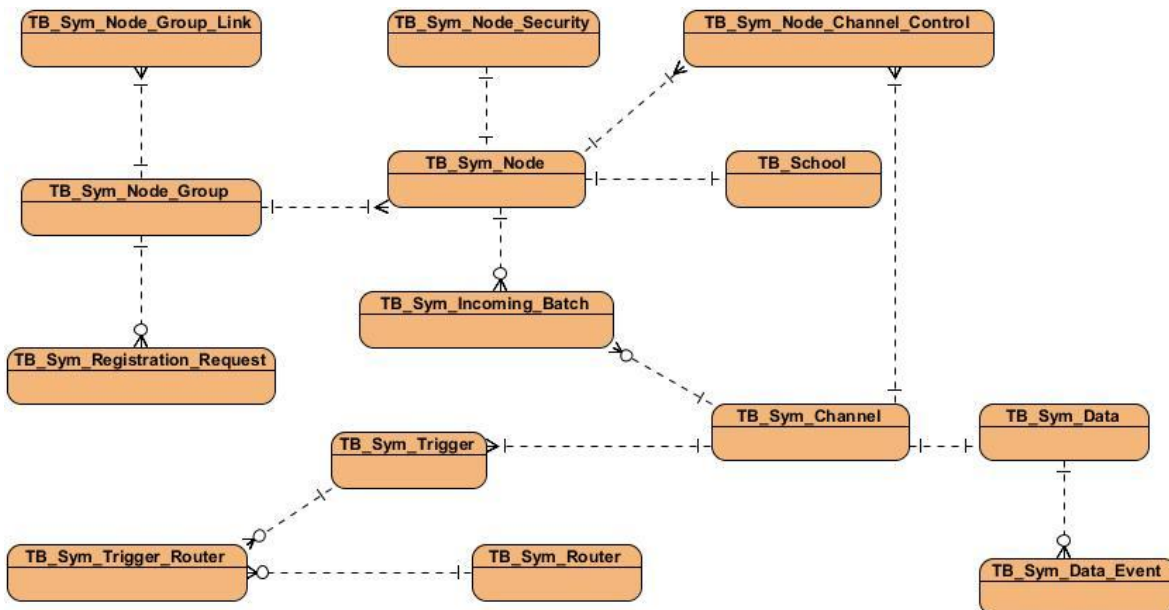 TB_Sym_Node_Group_Link
TB_Sym_Node_Security
TB_Sym_Node_Channel_Control
TB_Sym_Node
TB_School
TB_Sym_Node_Group
TB_Sym_Incoming_Batch
TB_Sym_Registration_Request
TB_Sym_Channel
TB_Sym_Data
TB_Sym_Trigger
TB_Sym_Trigger_Router
TB_Sym_Router
TB_Sym_Data_Event